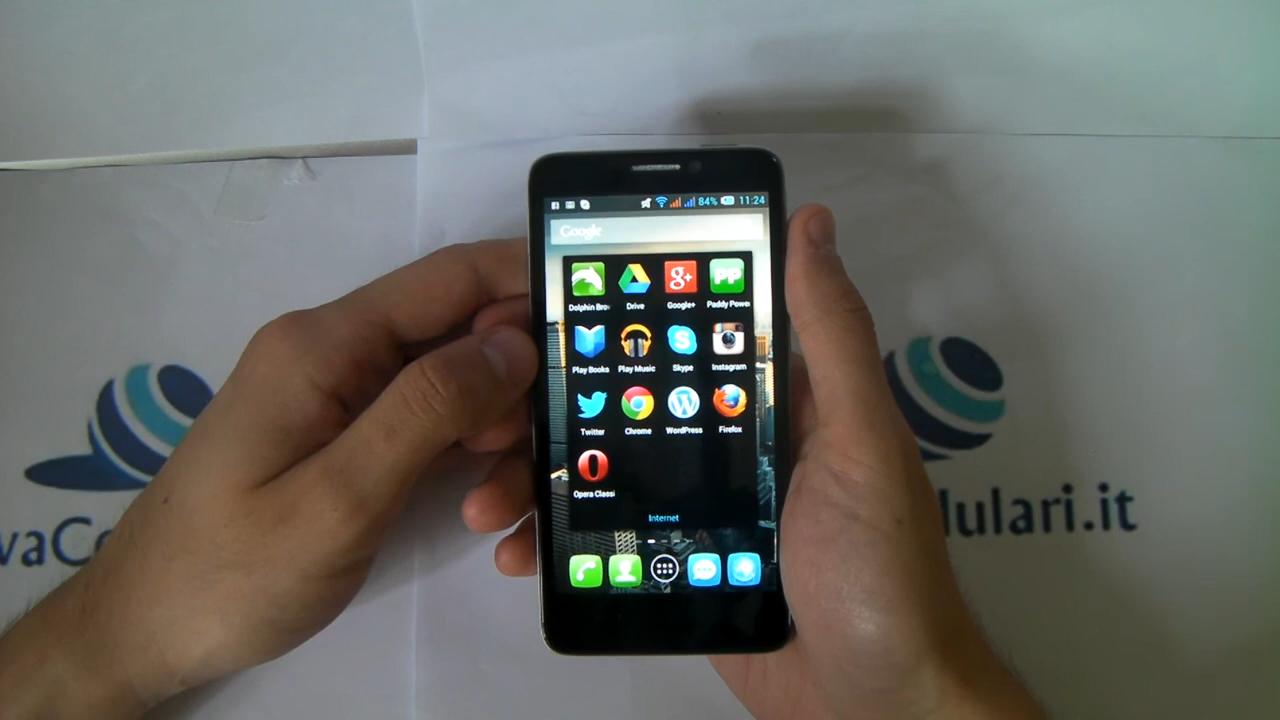 84% 11:24
Google
Dolphin Bro
Drive
Google+
Paddy Powe
Play Books
Play Music
Skype
Instagram
Twitter
Chrome
WordPress
Firefox
Opera Classi
Internet
g+
PP
S
vaCo
lulari.it